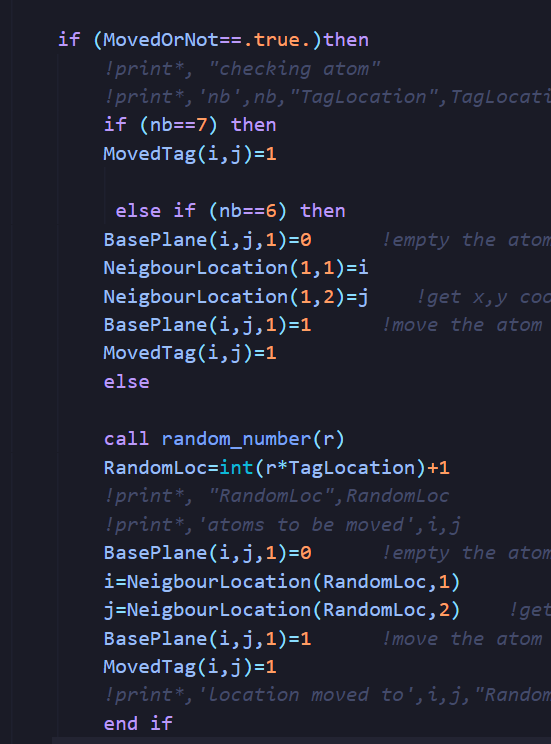 if (MovedOrNot==.true.)then
!print*, "checking atom"
!print*,'nb',nb,"TagLocation",TagLocati
if (nb==7) then
MovedTag(i,j)=1
else if (nb==6) then
BasePlane(i,j,1)=0 !empty the atom
NeigbourLocation(1,1)=i
NeigbourLocation(1,2)=j !get x,y coo
BasePlane(i,j,1)=1 !move the atom
MovedTag(i,j)=1
else
call random_number(r)
RandomLoc=int(r*TagLocation)+1
!print*, "RandomLoc",RandomLoc
!print*,'atoms to be moved',i,j
BasePlane(i,j,1)=0 !empty the atom
i=NeigbourLocation(RandomLoc,1)
j=NeigbourLocation(RandomLoc,2) !get
BasePlane(i,j,1)=1 !move the atom
MovedTag(i,j)=1
!print*,'location moved to',i,j,"Random
end if